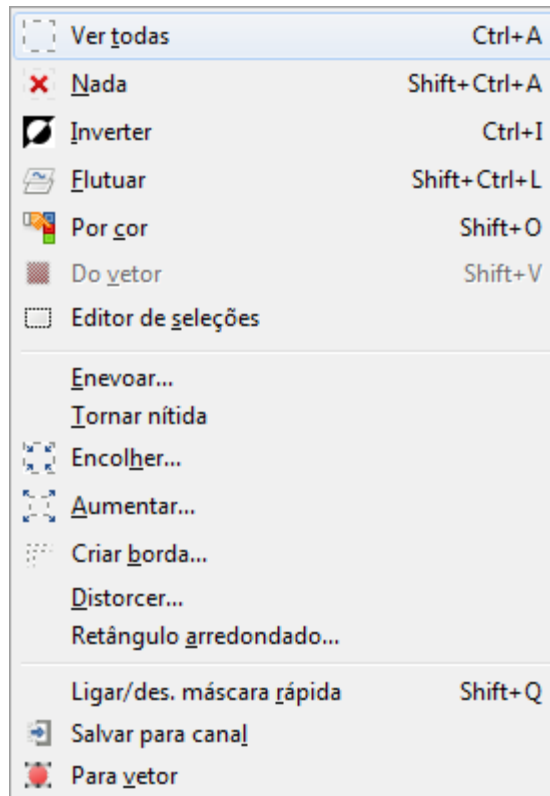 Ver todas Ctrl+A
Nada Shift+Ctrl+A
Inverter Ctrl+I
Flutuar Shift+Ctrl+L
Por cor Shift+O
Do vetor Shift+V
Editor de seleções
Enevoar...
Tornar nítida
Encolher...
Aumentar...
Criar borda...
Distorcer...
Retângulo arredondado...
Ligar/des. máscara rápida Shift+Q
Salvar para canal
Para vetor